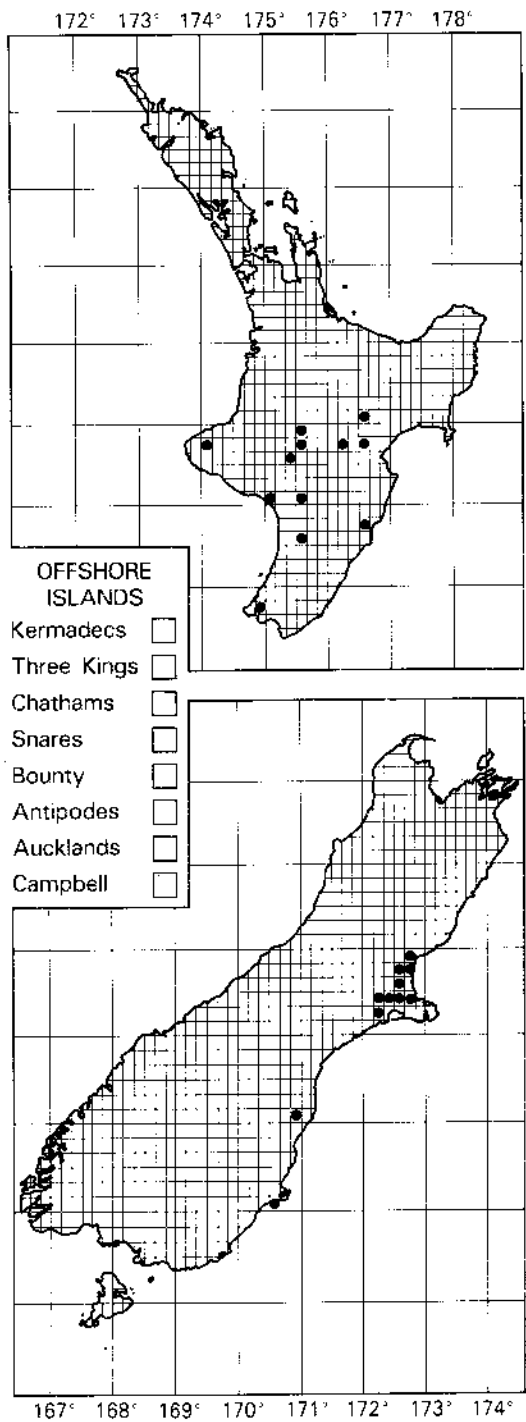 172° 173° 174° 175° 176° 177° 178°
OFFSHORE
ISLANDS
Kermadecs
Three Kings
Chathams
Snares
Bounty
Antipodes
Aucklands
Campbell
167° 168° 169° 170° 171° 172° 173° 174°